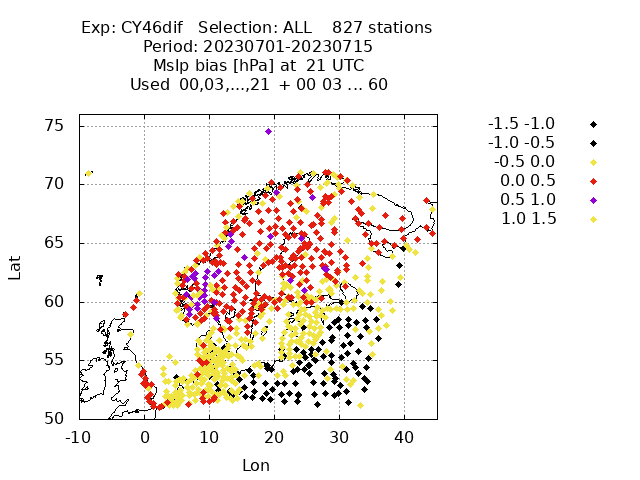 Exp: CY46dif   Selection: ALL    827 stations
Period: 20230701-20230715
Mslp bias [hPa] at  21 UTC
Used  00,03,...,21  + 00 03 ... 60
75
70
65
60
55
50
-10 0 10 20 30 40
Lat
Lon
-1.5 -1.0
-1.0 -0.5
-0.5 0.0
0.0 0.5
0.5 1.0
1.0 1.5